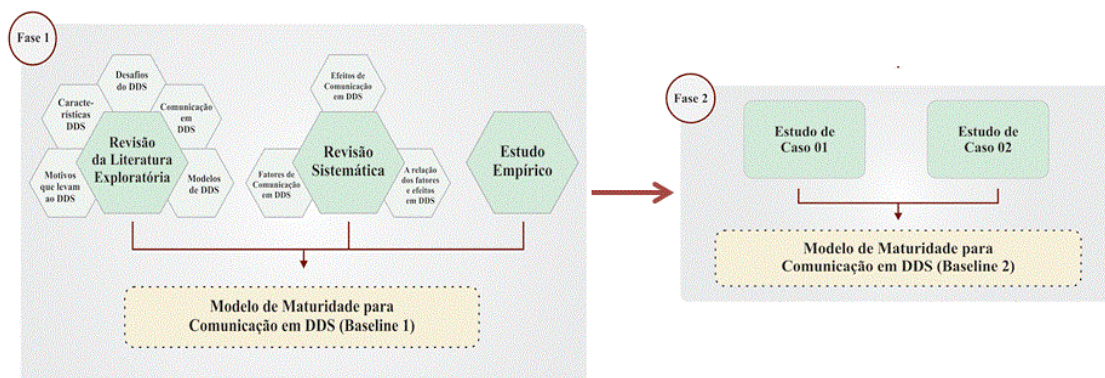 Fase 1
Desafios
do DDS
Caracte-
rísticas
DDS
Comunicação
em
DDS
Motivos
que levam
ao DDS
Modelos
de DDS
Revisão
da Literatura
Exploratória
Efeitos de
Comunicação
em DDS
Revisão
Sistemática
Fatores de
Comunicação
em DDS
A relação
dos fatores
e efeitos
em DDS
Estudo
Empírico
Modelo de Maturidade para
Comunicação em DDS (Baseline 1)
Fase 2
Estudo de
Caso 01
Estudo de
Caso 02
Modelo de Maturidade para
Comunicação em DDS (Baseline 2)